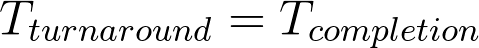 T_{turnaround} = T_{completion}